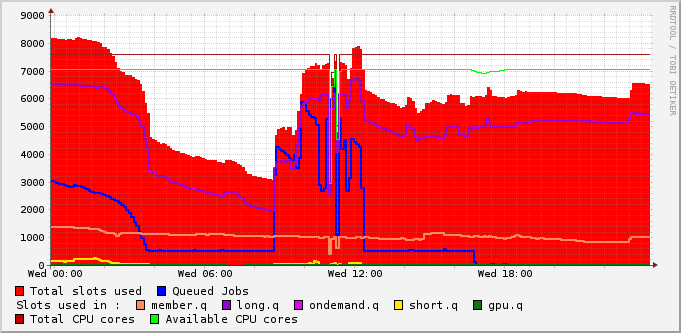 9000
8000
7000
6000
5000
4000
3000
2000
1000
0
Wed 00:00 Wed 06:00 Wed 12:00 Wed 18:00
Total slots used Queued Jobs
Slots used in : member.q long.q ondemand.q short.q gpu.q
Total CPU cores Available CPU cores
RRDTOOL / TOBI OETIKER